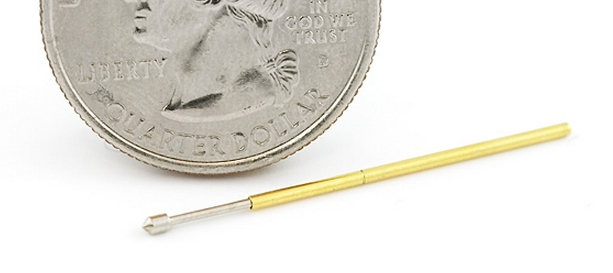 IN
GOD WE
TRUST
LIBERTY
D
QUARTER DOLLAR